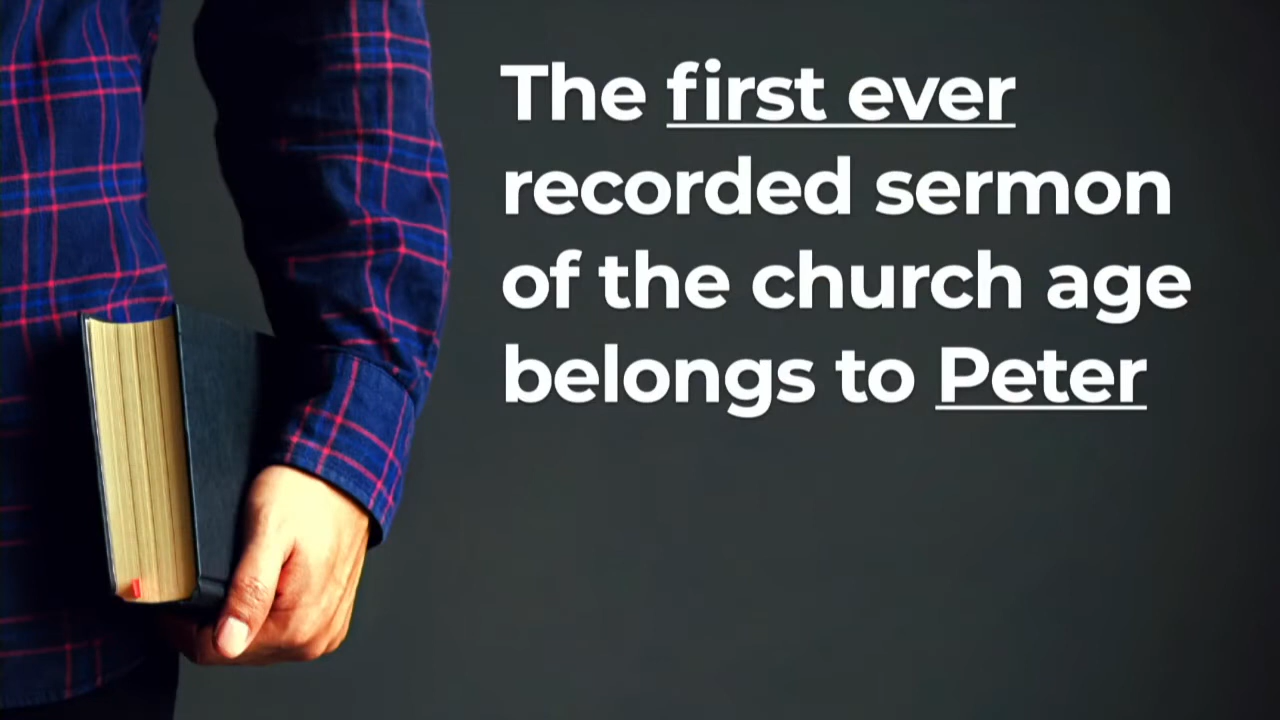 The first ever
recorded sermon
of the church age
belongs to Peter